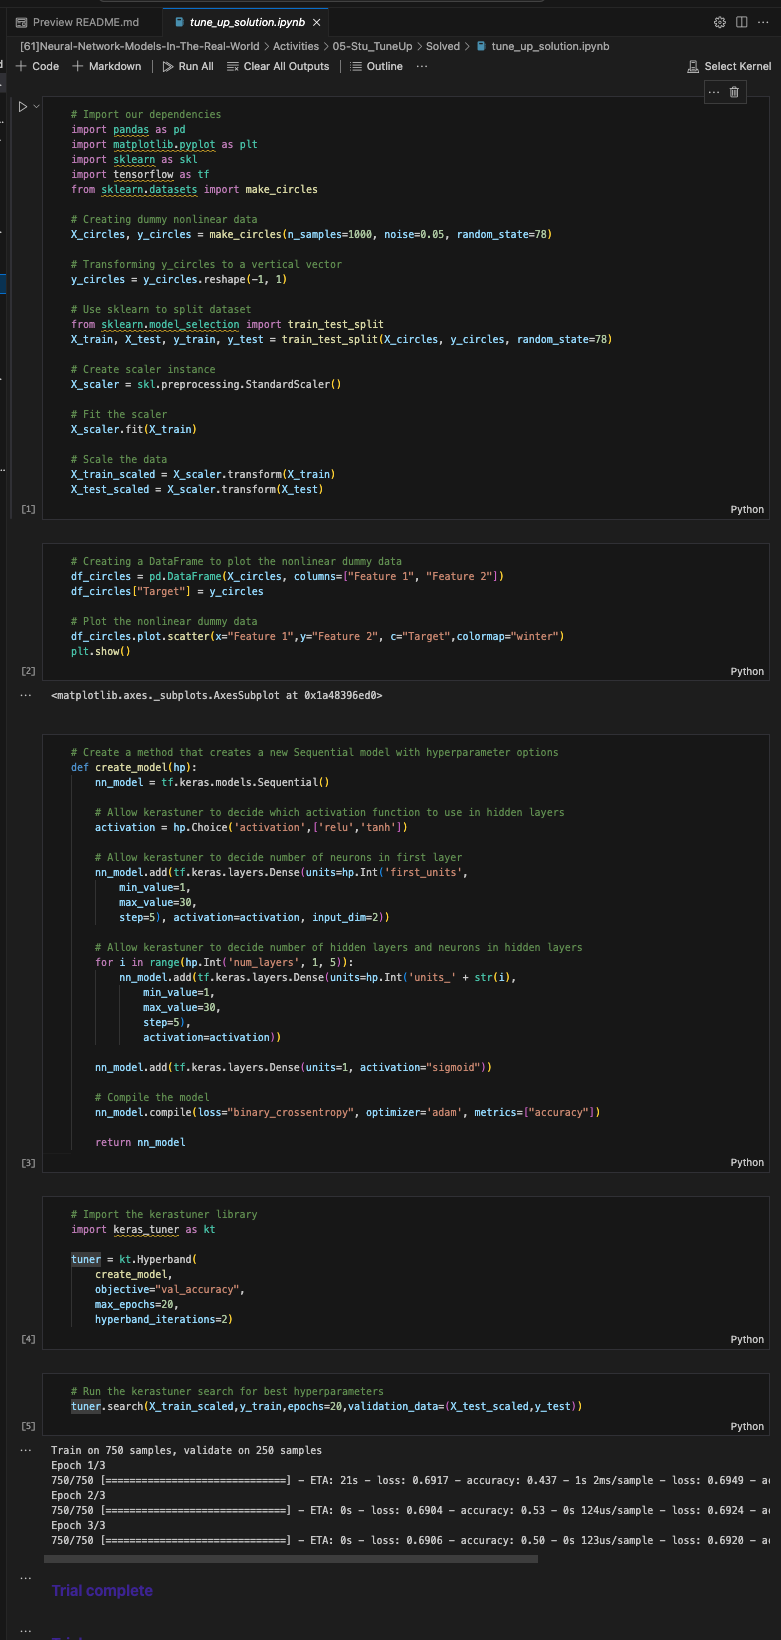 Preview README.md
tune_up_solution.ipynb
[61]Neural-Network-Models-In-The-Real-World > Activities > 05-Stu_TuneUp > Solved > tune_up_solution.ipynb
+ Code + Markdown | Run All Clear All Outputs | Outline ... Select Kernel
# Import our dependencies
import pandas as pd
import matplotlib.pyplot as plt
import sklearn as skl
import tensorflow as tf
from sklearn.datasets import make_circles
# Creating dummy nonlinear data
X_circles, y_circles = make_circles(n_samples=1000, noise=0.05, random_state=78)
# Transforming y_circles to a vertical vector
y_circles = y_circles.reshape(-1, 1)
# Use sklearn to split dataset
from sklearn.model_selection import train_test_split
X_train, X_test, y_train, y_test = train_test_split(X_circles, y_circles, random_state=78)
# Create scaler instance
X_scaler = skl.preprocessing.StandardScaler()
# Fit the scaler
X_scaler.fit(X_train)
# Scale the data
X_train_scaled = X_scaler.transform(X_train)
X_test_scaled = X_scaler.transform(X_test)
[1]
Python
# Creating a DataFrame to plot the nonlinear dummy data
df_circles = pd.DataFrame(X_circles, columns=["Feature 1", "Feature 2"])
df_circles["Target"] = y_circles
# Plot the nonlinear dummy data
df_circles.plot.scatter(x="Feature 1",y="Feature 2", c="Target",colormap="winter")
plt.show()
[2]
Python
... <matplotlib.axes._subplots.AxesSubplot at 0x1a48396ed0>
# Create a method that creates a new Sequential model with hyperparameter options
def create_model(hp):
nn_model = tf.keras.models.Sequential()
# Allow kerastuner to decide which activation function to use in hidden layers
activation = hp.Choice('activation',['relu','tanh'])
# Allow kerastuner to decide number of neurons in first layer
nn_model.add(tf.keras.layers.Dense(units=hp.Int('first_units',
min_value=1,
max_value=30,
step=5), activation=activation, input_dim=2))
# Allow kerastuner to decide number of hidden layers and neurons in hidden layers
for i in range(hp.Int('num_layers', 1, 5)):
nn_model.add(tf.keras.layers.Dense(units=hp.Int('units_' + str(i),
min_value=1,
max_value=30,
step=5),
activation=activation))
nn_model.add(tf.keras.layers.Dense(units=1, activation="sigmoid"))
# Compile the model
nn_model.compile(loss="binary_crossentropy", optimizer='adam', metrics=["accuracy"])
return nn_model
[3]
Python
# Import the kerastuner library
import keras_tuner as kt
tuner = kt.Hyperband(
create_model,
objective="val_accuracy",
max_epochs=20,
hyperband_iterations=2)
[4]
Python
# Run the kerastuner search for best hyperparameters
tuner.search(X_train_scaled,y_train,epochs=20,validation_data=(X_test_scaled,y_test))
[5]
Python
... Train on 750 samples, validate on 250 samples
Epoch 1/3
750/750 [==============================] - ETA: 21s - loss: 0.6917 - accuracy: 0.437 - 1s 2ms/sample - loss: 0.6949 - a
Epoch 2/3
750/750 [==============================] - ETA: 0s - loss: 0.6904 - accuracy: 0.53 - 0s 124us/sample - loss: 0.6924 - a
Epoch 3/3
750/750 [==============================] - ETA: 0s - loss: 0.6906 - accuracy: 0.50 - 0s 123us/sample - loss: 0.6920 - a
...
Trial complete
...